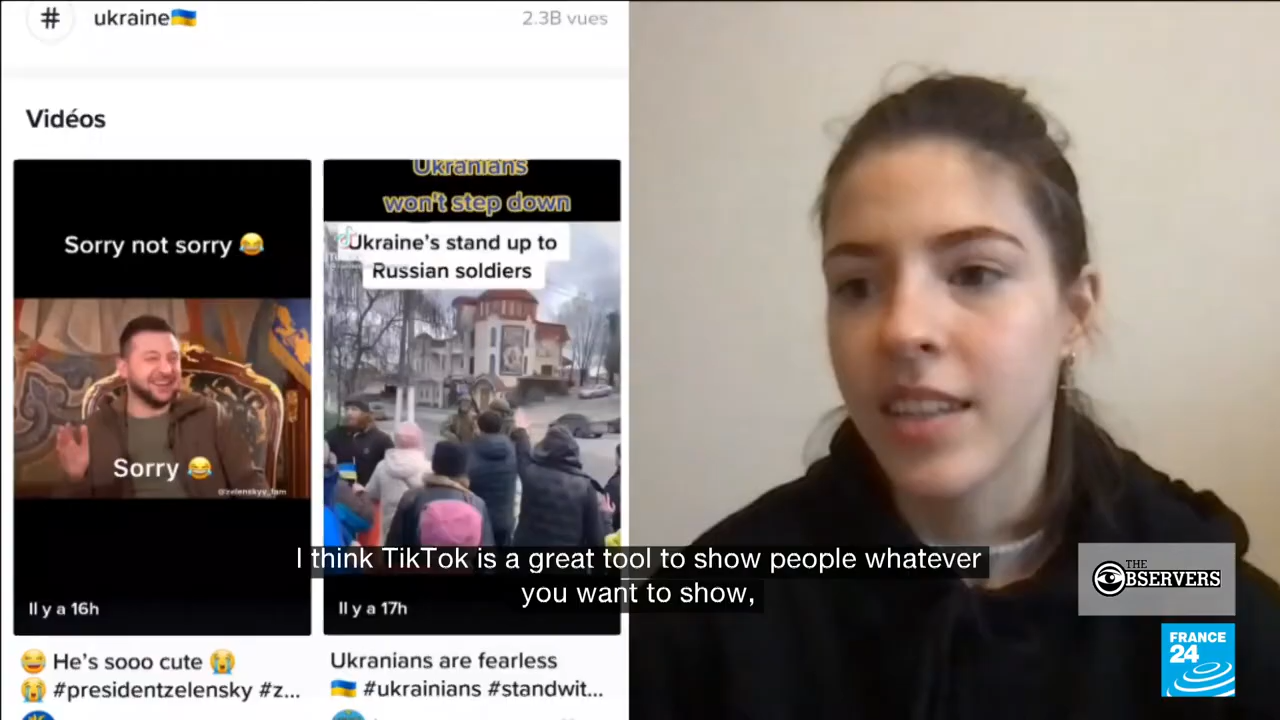 # ukraine🇺🇦 2.3B vues
Vidéos
Sorry not sorry 😂
Sorry 😂
@zelenskyy_fam
Il y a 16h
😄 He's sooo cute 😭
😭 #presidentzelensky #z...
Ukranians
won't step down
Ukraine's stand up to
Russian soldiers
Il y a 17h
Ukranians are fearless
🇺🇦 #ukrainians #standwit...
I think TikTok is a great tool to show people whatever
you want to show,
THE
OBSERVERS
FRANCE
24